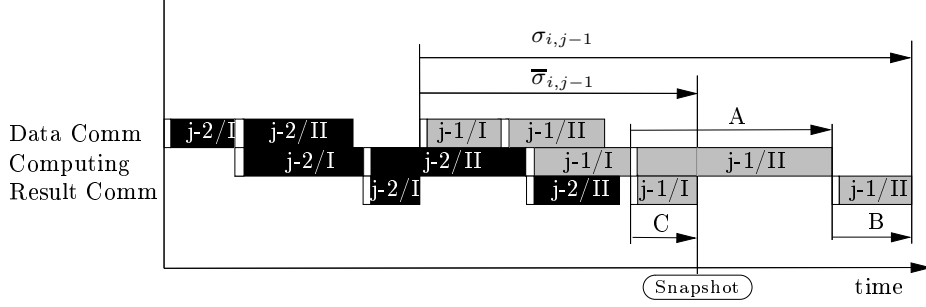 σi,j−1
σ̅i,j−1
A
Data Comm j-2/I j-2/II j-1/I j-1/II
Computing j-2/I j-2/II j-1/I j-1/II
Result Comm j-2/I j-2/II j-1/I j-1/II
C B
Snapshot time